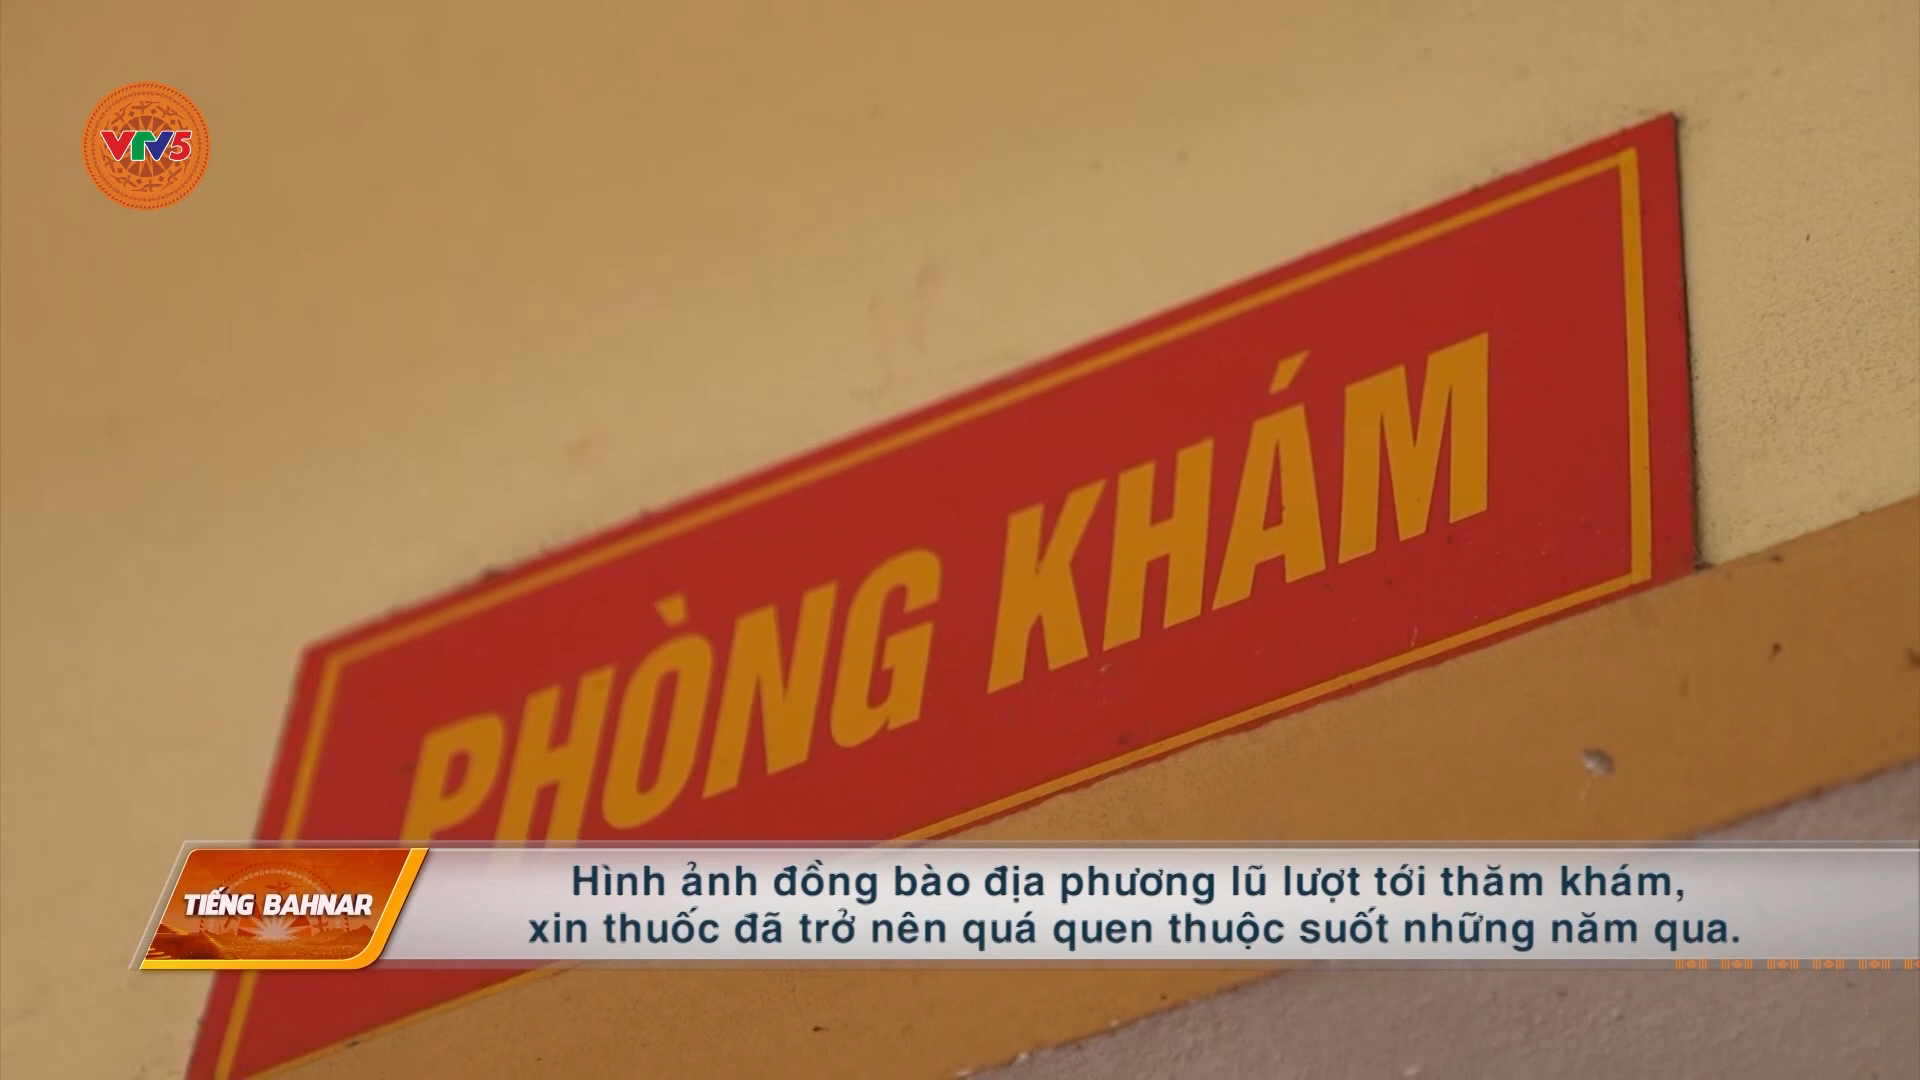 VTV5
PHÒNG KHÁM
TIẾNG BAHNAR
Hình ảnh đồng bào địa phương lũ lượt tới thăm khám,
xin thuốc đã trở nên quá quen thuộc suốt những năm qua.